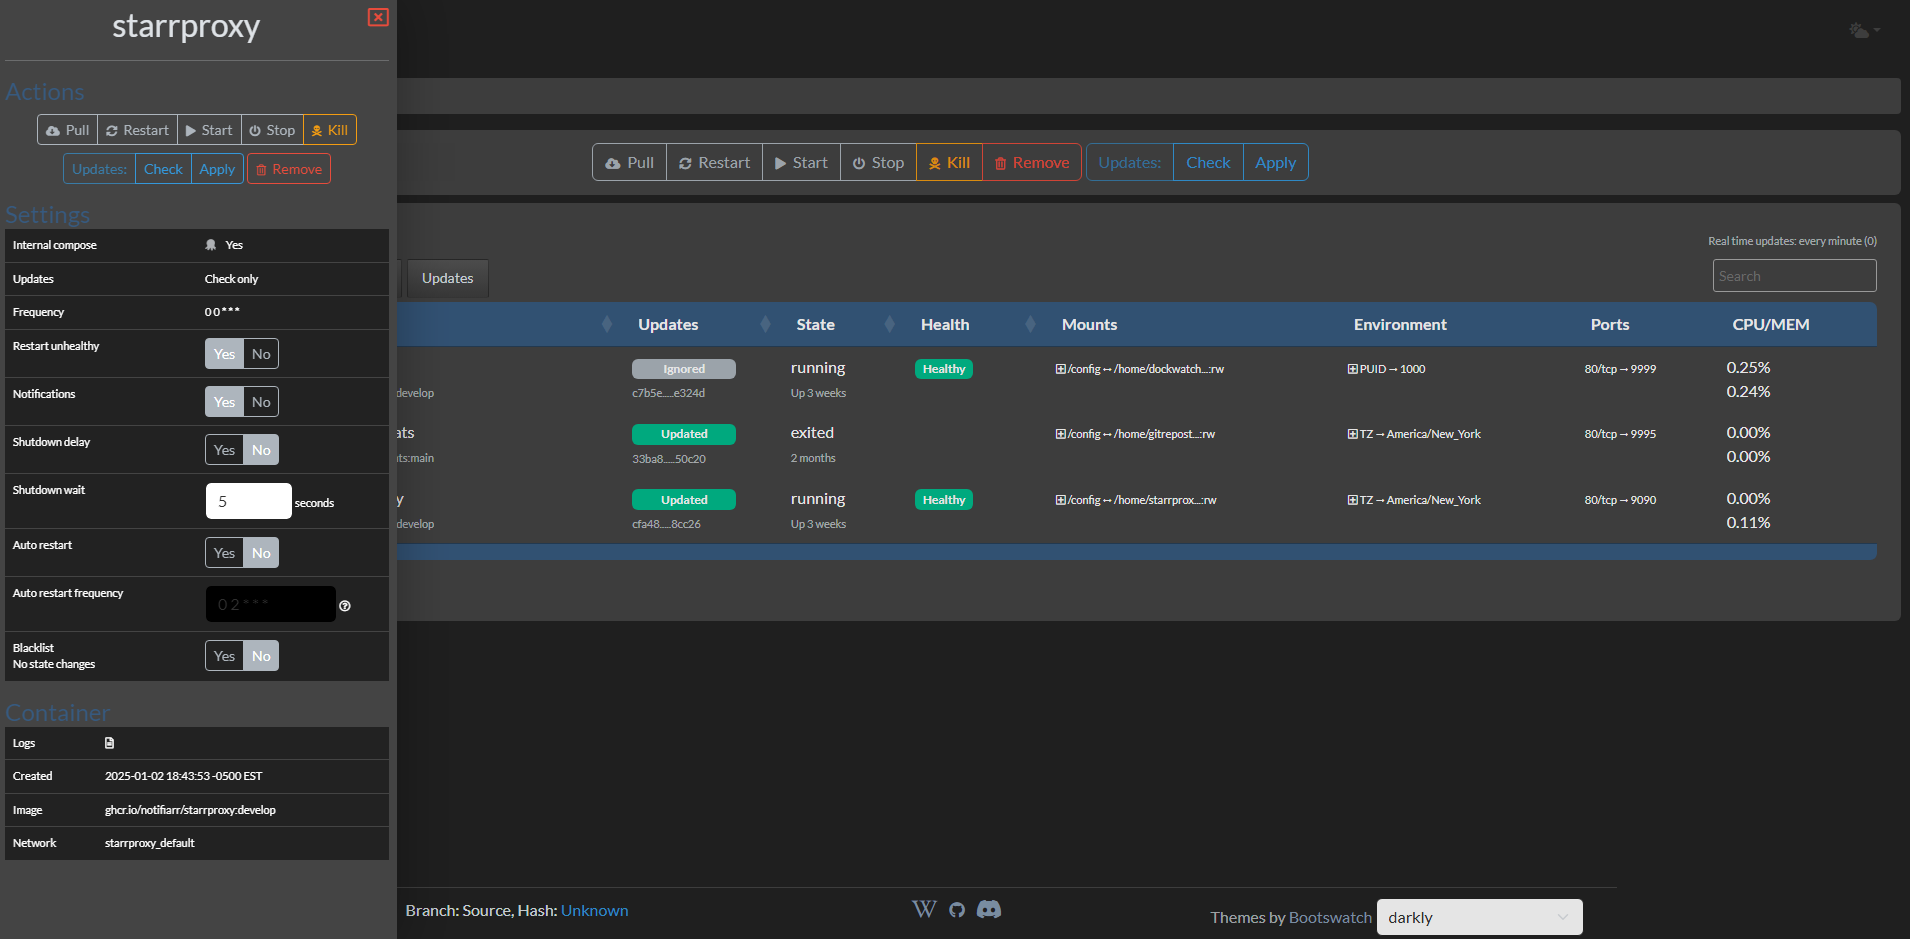 starrproxy
Actions
Pull Restart Start Stop Kill
Updates: Check Apply Remove
Settings
Internal compose Yes
Updates Check only
Frequency 0 0 * * *
Restart unhealthy Yes No
Notifications Yes No
Shutdown delay Yes No
Shutdown wait 5 seconds
Auto restart Yes No
Auto restart frequency 0 2 * * *
Blacklist Yes No
No state changes
Container
Logs
Created 2025-01-02 18:43:53 -0500 EST
Image ghcr.io/notifiarr/starrproxy:develop
Network starrproxy_default
Pull Restart Start Stop Kill Remove Updates: Check Apply
Real time updates: every minute (0)
Updates Search
Updates State Health Mounts Environment Ports CPU/MEM
Ignored running Healthy /config↔/home/dockwatch...:rw PUID→1000 80/tcp→9999 0.25%
develop c7b5e.....e324d Up 3 weeks 0.24%
ats Updated exited /config↔/home/gitrepost...:rw TZ→America/New_York 80/tcp→9995 0.00%
ts:main 33ba8.....50c20 2 months 0.00%
y Updated running Healthy /config↔/home/starrprox...:rw TZ→America/New_York 80/tcp→9090 0.00%
develop cfa48.....8cc26 Up 3 weeks 0.11%
Branch: Source, Hash: Unknown
W
Themes by Bootswatch darkly